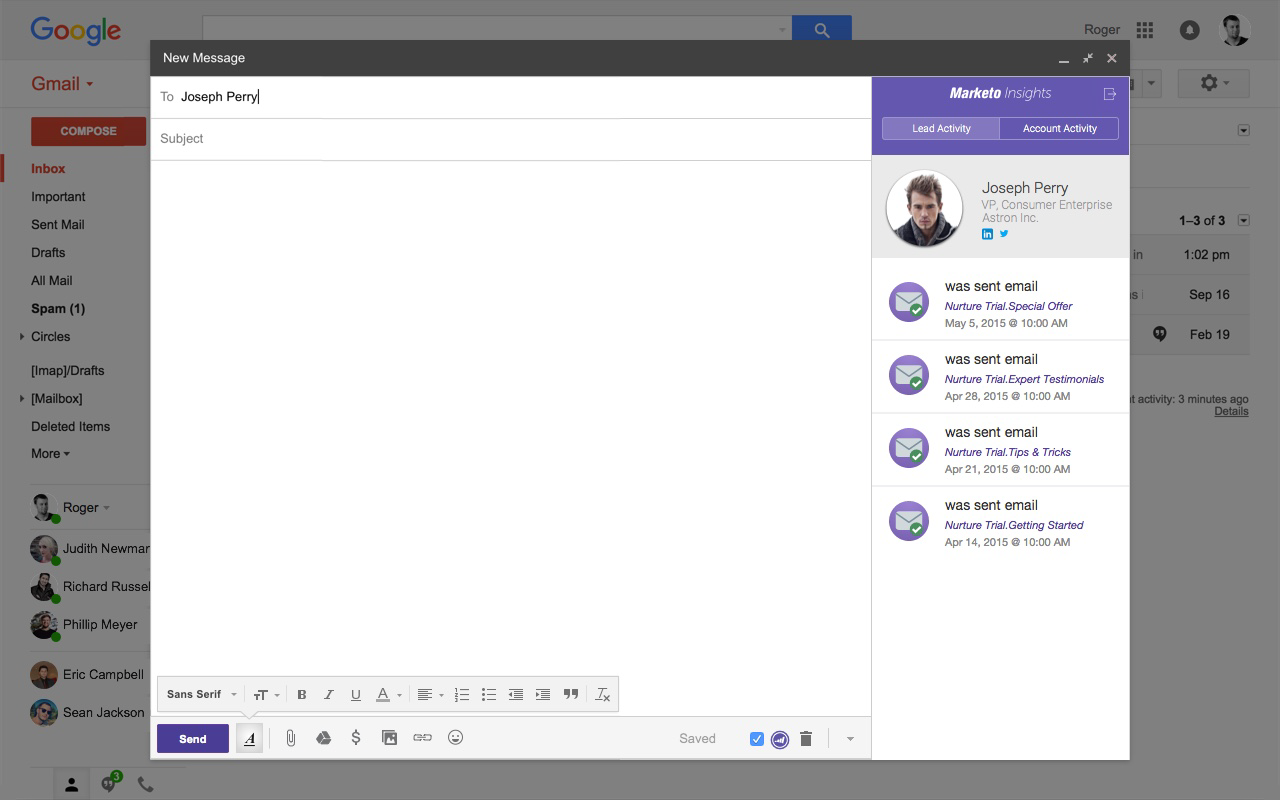 Google
Roger
New Message
Gmail
To Joseph Perry
Subject
Marketo Insights
Lead Activity
Account Activity
COMPOSE
Inbox
Important
Sent Mail
Drafts
All Mail
Spam (1)
Circles
[Imap]/Drafts
[Mailbox]
Deleted Items
More
Roger
Judith Newmar
Richard Russel
Phillip Meyer
Eric Campbell
Sean Jackson
3
Joseph Perry
VP, Consumer Enterprise
Astron Inc.
in
was sent email
Nurture Trial.Special Offer
May 5, 2015 @ 10:00 AM
was sent email
Nurture Trial.Expert Testimonials
Apr 28, 2015 @ 10:00 AM
was sent email
Nurture Trial.Tips & Tricks
Apr 21, 2015 @ 10:00 AM
was sent email
Nurture Trial.Getting Started
Apr 14, 2015 @ 10:00 AM
1–3 of 3
in 1:02 pm
Sep 16
Feb 19
t activity: 3 minutes ago
Details
Sans Serif
TT B I U A Tx
Send
A
$
Saved